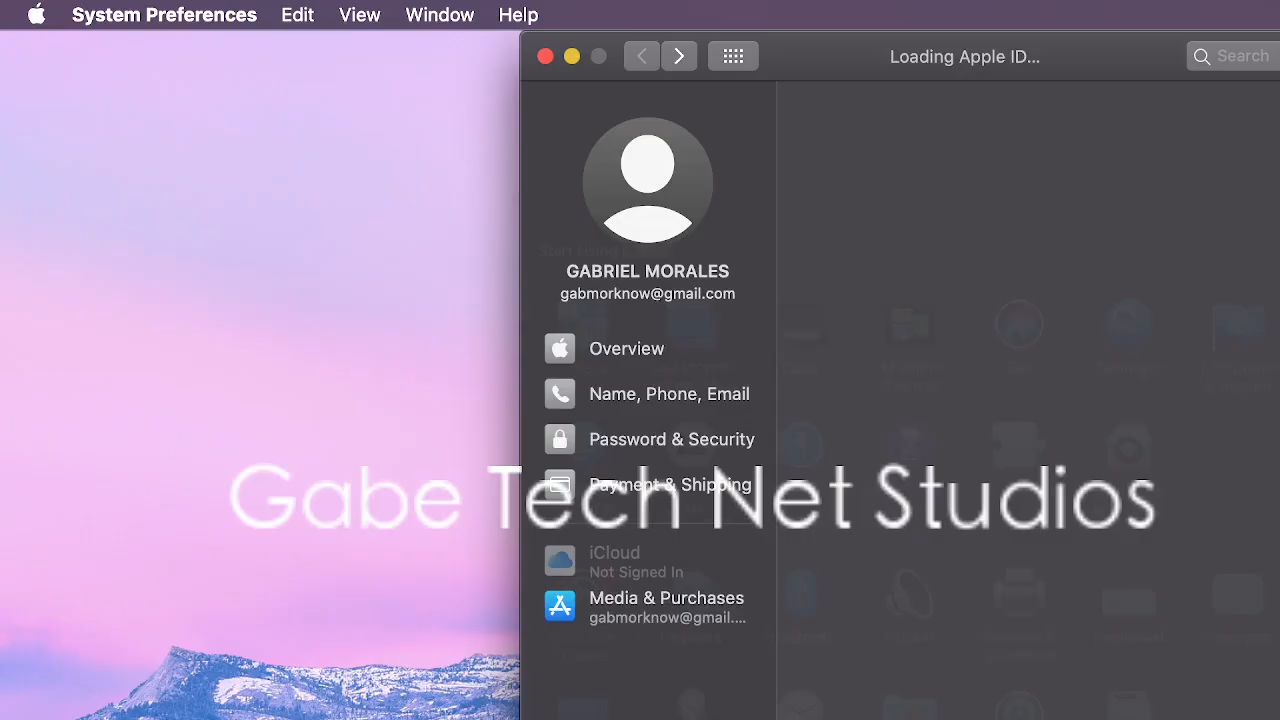 System Preferences Edit View Window Help
Loading Apple ID... Search
GABRIEL MORALES
gabmorknow@gmail.com
Overview
Name, Phone, Email
Password & Security
Payment & Shipping
Gabe Tech Net Studios
iCloud
Not Signed In
Media & Purchases
gabmorknow@gmail....